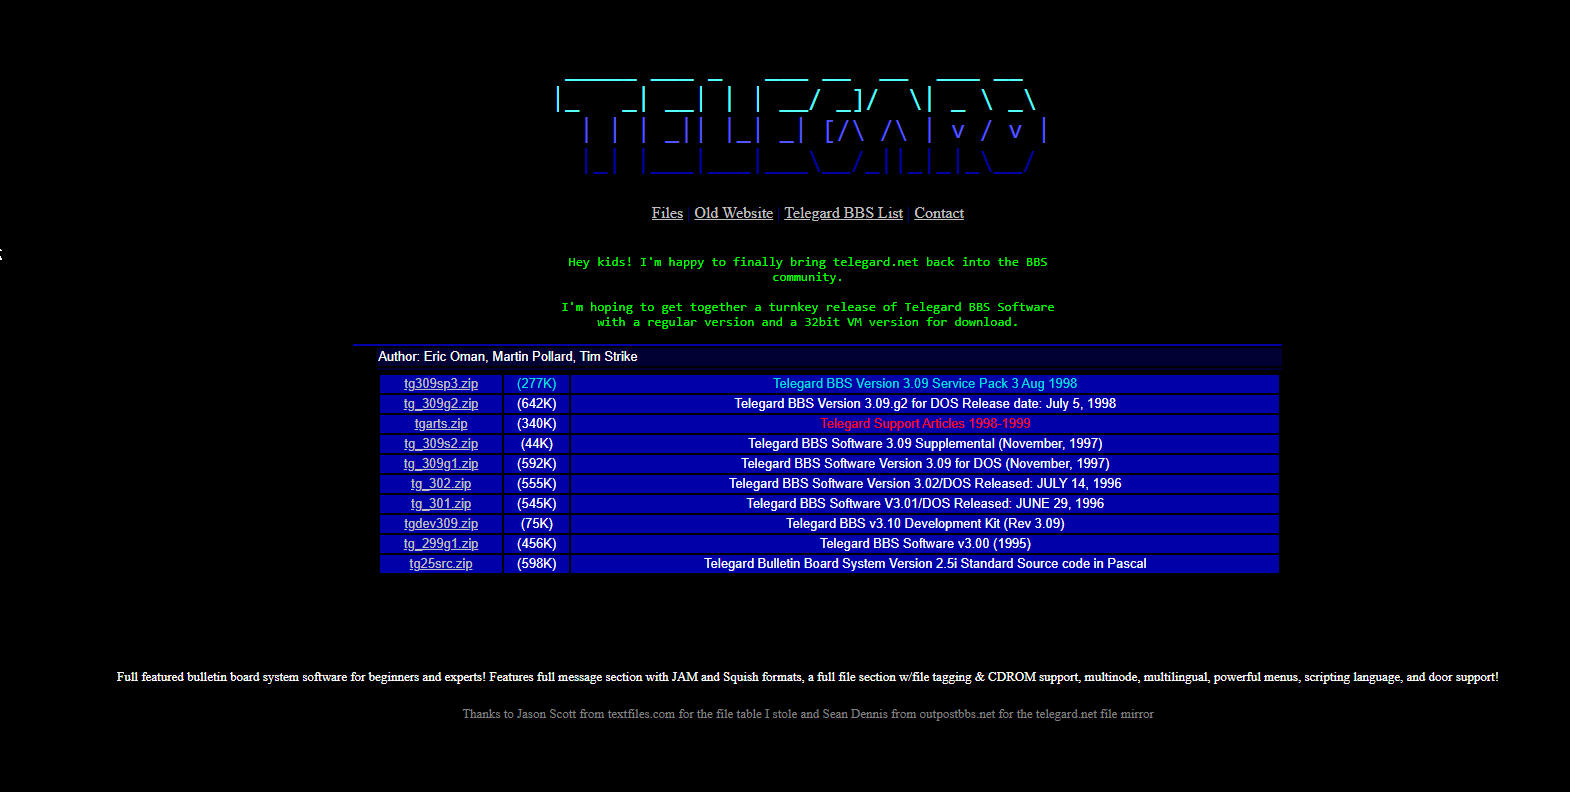 TELEGARD
Files | Old Website | Telegard BBS List | Contact
Hey kids! I'm happy to finally bring telegard.net back into the BBS
community.
I'm hoping to get together a turnkey release of Telegard BBS Software
with a regular version and a 32bit VM version for download.
Author: Eric Oman, Martin Pollard, Tim Strike
tg309sp3.zip (277K) Telegard BBS Version 3.09 Service Pack 3 Aug 1998
tg_309g2.zip (642K) Telegard BBS Version 3.09.g2 for DOS Release date: July 5, 1998
tgarts.zip (340K) Telegard Support Articles 1998-1999
tg_309s2.zip (44K) Telegard BBS Software 3.09 Supplemental (November, 1997)
tg_309g1.zip (592K) Telegard BBS Software Version 3.09 for DOS (November, 1997)
tg_302.zip (555K) Telegard BBS Software Version 3.02/DOS Released: JULY 14, 1996
tg_301.zip (545K) Telegard BBS Software V3.01/DOS Released: JUNE 29, 1996
tgdev309.zip (75K) Telegard BBS v3.10 Development Kit (Rev 3.09)
tg_299g1.zip (456K) Telegard BBS Software v3.00 (1995)
tg25src.zip (598K) Telegard Bulletin Board System Version 2.5i Standard Source code in Pascal
Full featured bulletin board system software for beginners and experts! Features full message section with JAM and Squish formats, a full file section w/file tagging & CDROM support, multinode, multilingual, powerful menus, scripting language, and door support!
Thanks to Jason Scott from textfiles.com for the file table I stole and Sean Dennis from outpostbbs.net for the telegard.net file mirror